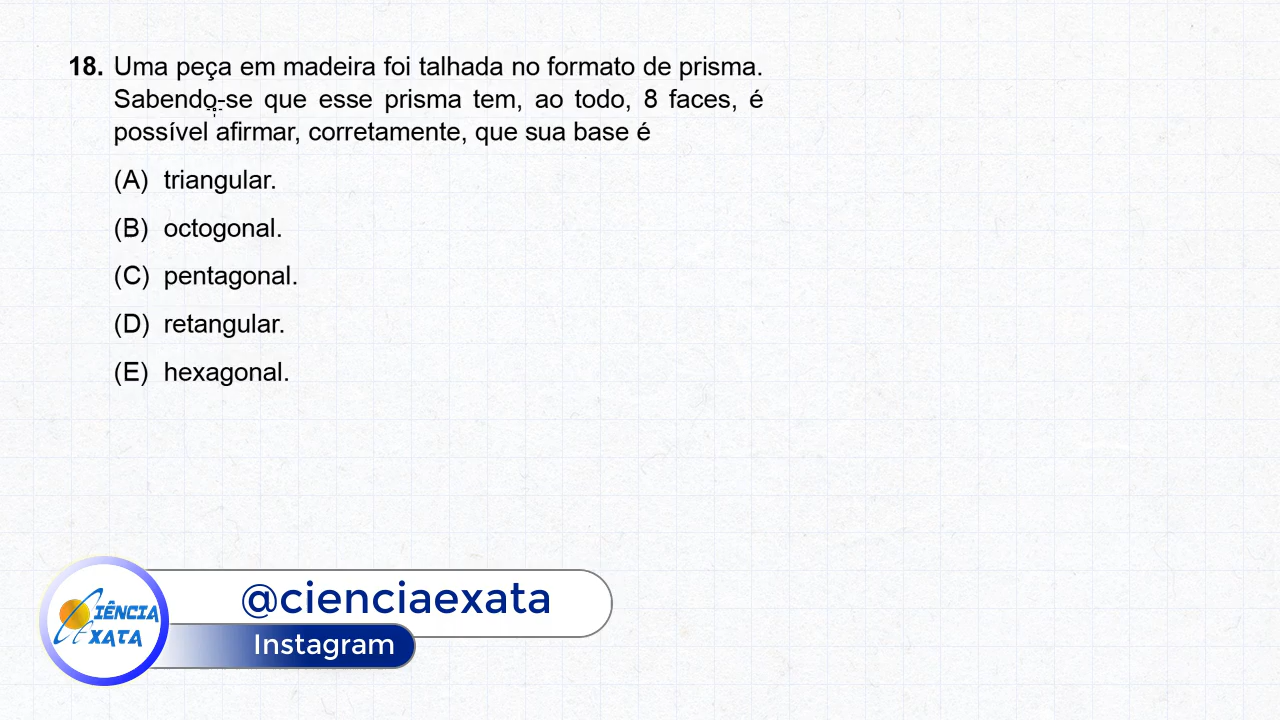 18. Uma peça em madeira foi talhada no formato de prisma.
Sabendo-se que esse prisma tem, ao todo, 8 faces, é
possível afirmar, corretamente, que sua base é
(A) triangular.
(B) octogonal.
(C) pentagonal.
(D) retangular.
(E) hexagonal.
CIÊNCIA
EXATA
@cienciaexata
Instagram